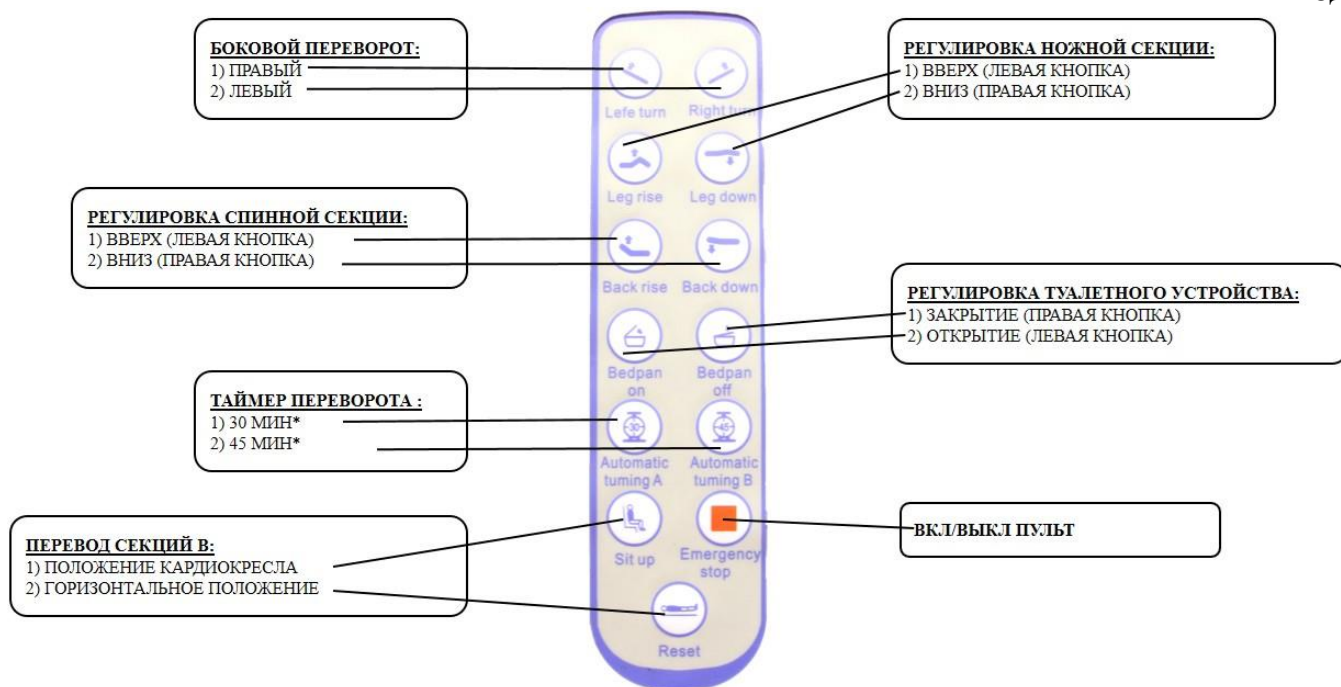 БОКОВОЙ ПЕРЕВОРОТ:
1) ПРАВЫЙ
2) ЛЕВЫЙ
РЕГУЛИРОВКА НОЖНОЙ СЕКЦИИ:
1) ВВЕРХ (ЛЕВАЯ КНОПКА)
2) ВНИЗ (ПРАВАЯ КНОПКА)
РЕГУЛИРОВКА СПИННОЙ СЕКЦИИ:
1) ВВЕРХ (ЛЕВАЯ КНОПКА)
2) ВНИЗ (ПРАВАЯ КНОПКА)
РЕГУЛИРОВКА ТУАЛЕТНОГО УСТРОЙСТВА:
1) ЗАКРЫТИЕ (ПРАВАЯ КНОПКА)
2) ОТКРЫТИЕ (ЛЕВАЯ КНОПКА)
ТАЙМЕР ПЕРЕВОРОТА :
1) 30 МИН*
2) 45 МИН*
ПЕРЕВОД СЕКЦИЙ В:
1) ПОЛОЖЕНИЕ КАРДИОКРЕСЛА
2) ГОРИЗОНТАЛЬНОЕ ПОЛОЖЕНИЕ
ВКЛ/ВЫКЛ ПУЛЬТ
Lefe turn
Right turn
Leg rise
Leg down
Back rise
Back down
Bedpan
on
Bedpan
off
30
45
Automatic
tuming A
Automatic
tuming B
Sit up
Emergency
stop
Reset